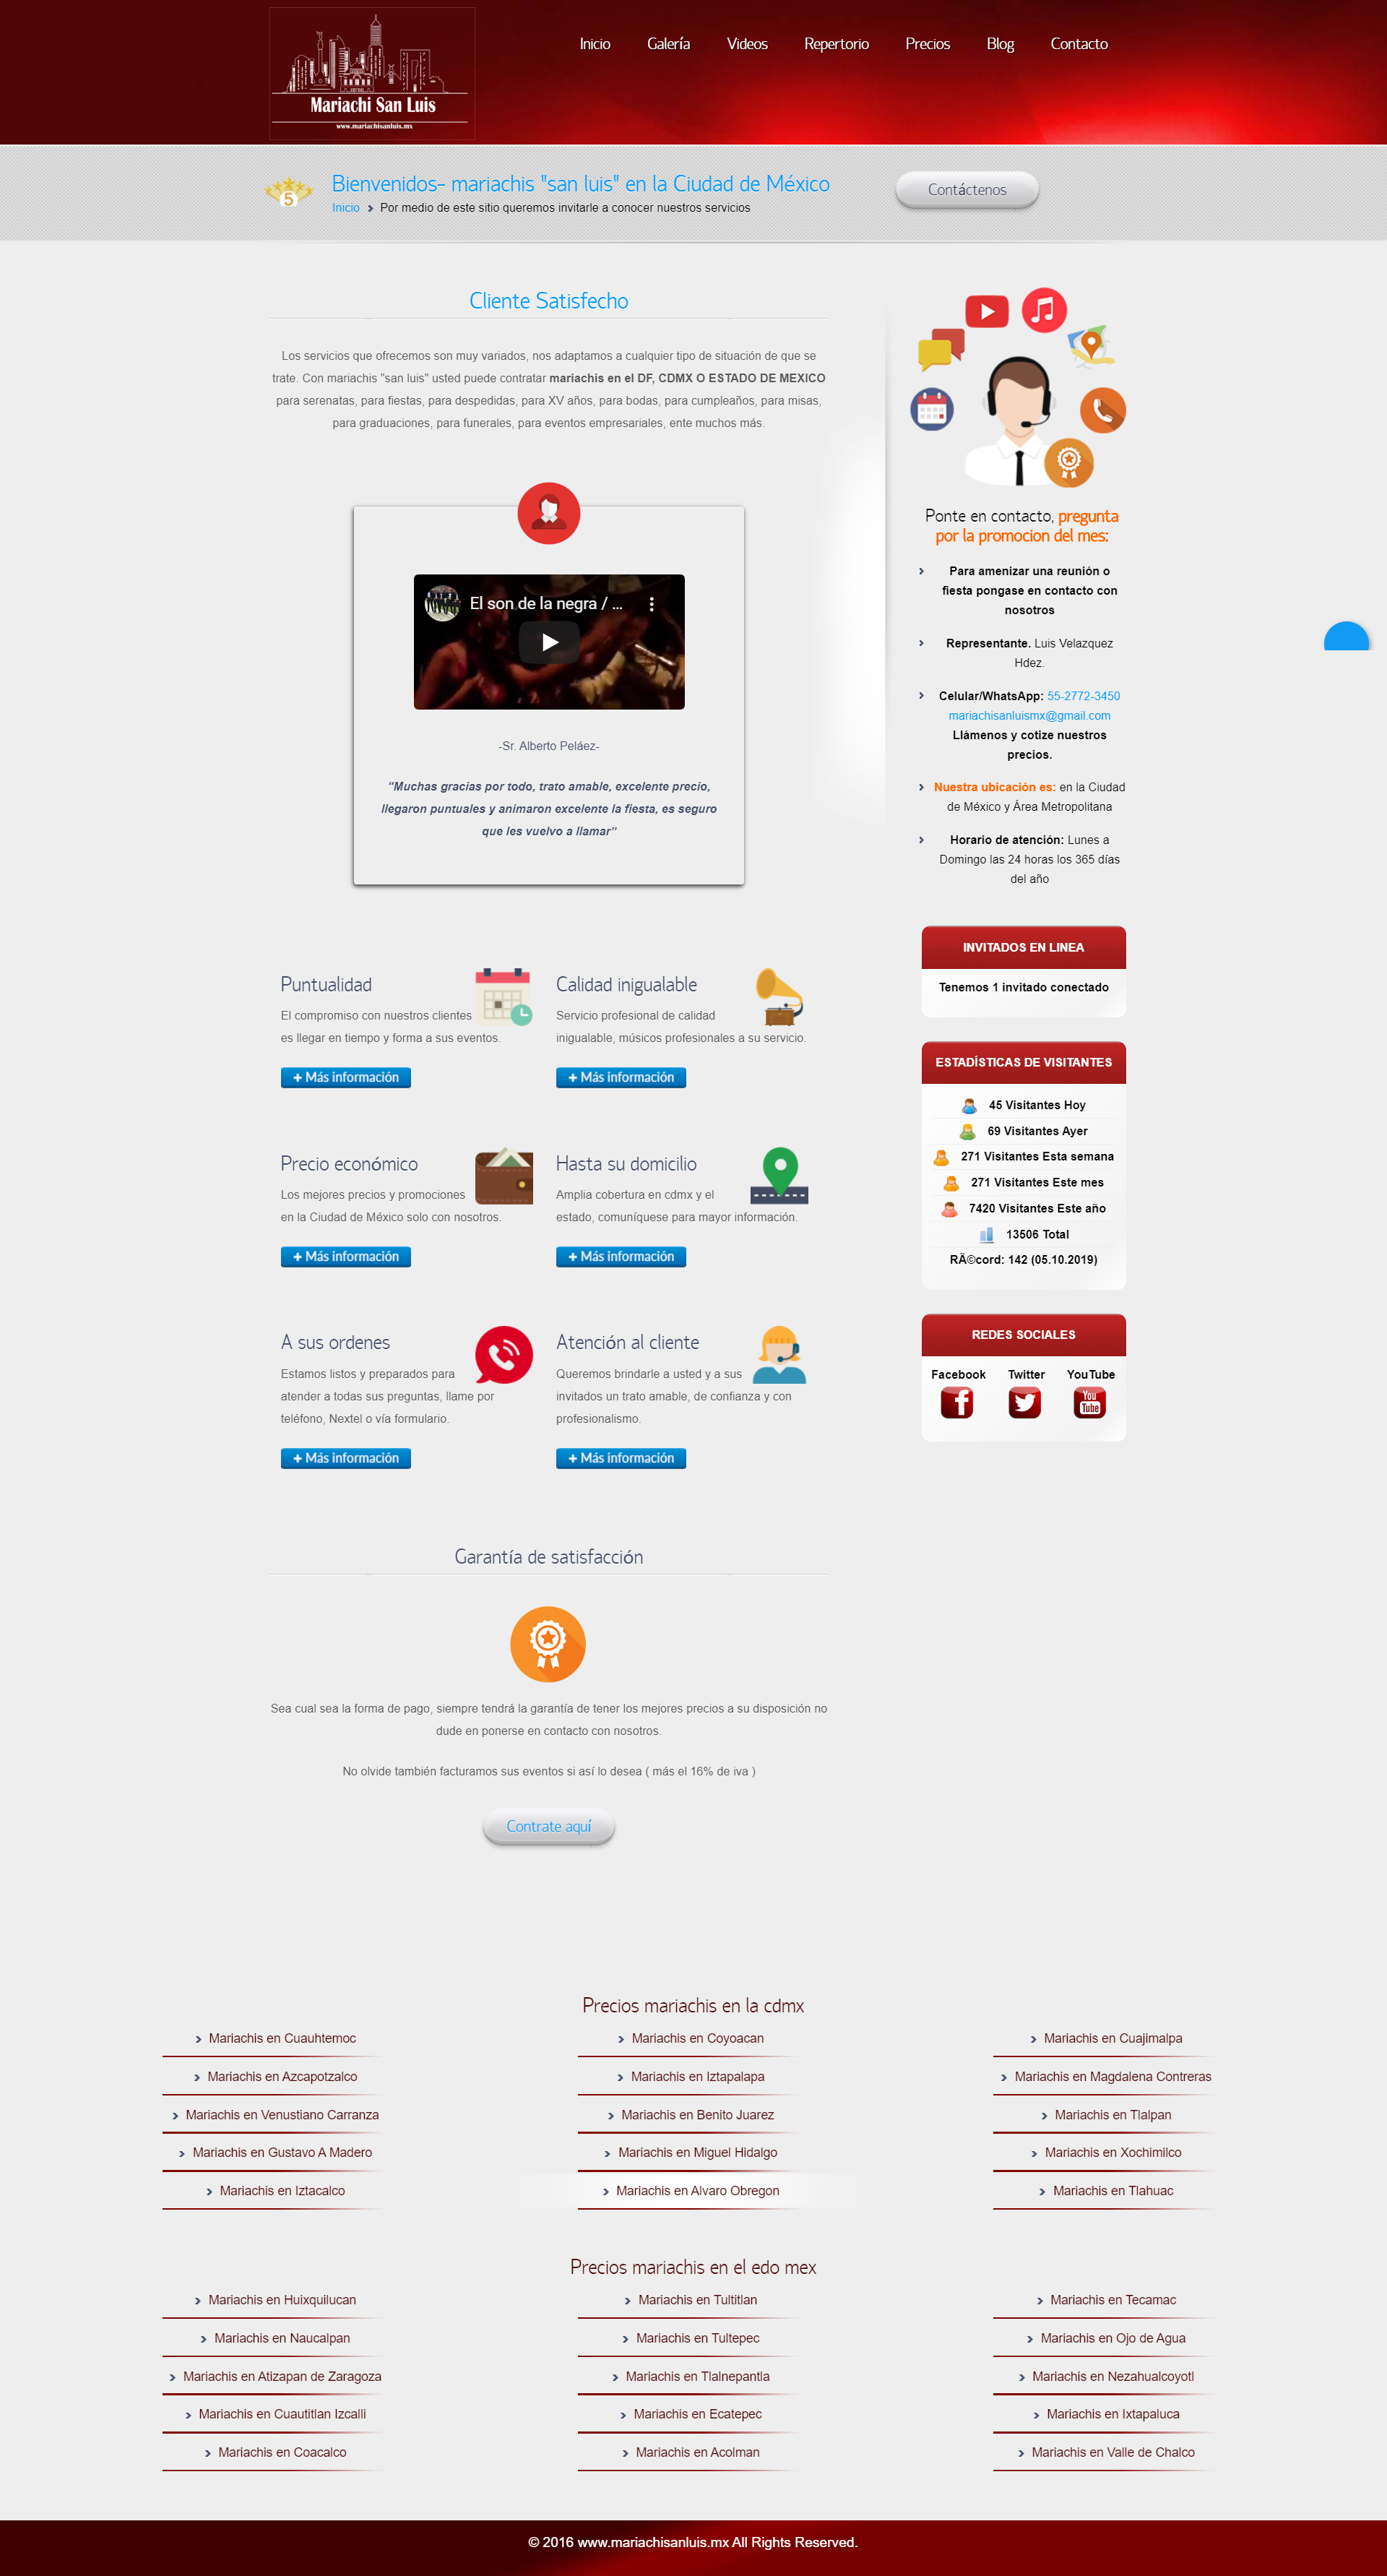 Mariachi San Luis
www.mariachisanluis.mx
Inicio
Galería
Videos
Repertorio
Precios
Blog
Contacto
5
Bienvenidos- mariachis "san luis" en la Ciudad de México
Inicio Por medio de este sitio queremos invitarle a conocer nuestros servicios
Contáctenos
Cliente Satisfecho
Los servicios que ofrecemos son muy variados, nos adaptamos a cualquier tipo de situación de que se
trate. Con mariachis "san luis" usted puede contratar mariachis en el DF, CDMX O ESTADO DE MEXICO
para serenatas, para fiestas, para despedidas, para XV años, para bodas, para cumpleaños, para misas,
para graduaciones, para funerales, para eventos empresariales, ente muchos más.
El son de la negra / ...
-Sr. Alberto Peláez-
"Muchas gracias por todo, trato amable, excelente precio,
llegaron puntuales y animaron excelente la fiesta, es seguro
que les vuelvo a llamar"
Puntualidad
El compromiso con nuestros clientes
es llegar en tiempo y forma a sus eventos.
+ Más información
Calidad inigualable
Servicio profesional de calidad
inigualable, músicos profesionales a su servicio.
+ Más información
Precio económico
Los mejores precios y promociones
en la Ciudad de México solo con nosotros.
+ Más información
Hasta su domicilio
Amplia cobertura en cdmx y el
estado, comuníquese para mayor información.
+ Más información
A sus ordenes
Estamos listos y preparados para
atender a todas sus preguntas, llame por
teléfono, Nextel o vía formulario.
+ Más información
Atención al cliente
Queremos brindarle a usted y a sus
invitados un trato amable, de confianza y con
profesionalismo.
+ Más información
Garantía de satisfacción
Sea cual sea la forma de pago, siempre tendrá la garantía de tener los mejores precios a su disposición no
dude en ponerse en contacto con nosotros.
No olvide también facturamos sus eventos si así lo desea ( más el 16% de iva )
Contrate aquí
Ponte en contacto, pregunta
por la promocion del mes:
Para amenizar una reunión o
fiesta pongase en contacto con
nosotros
Representante. Luis Velazquez
Hdez.
Celular/WhatsApp: 55-2772-3450
mariachisanluismx@gmail.com
Llámenos y cotize nuestros
precios.
Nuestra ubicación es: en la Ciudad
de México y Área Metropolitana
Horario de atención: Lunes a
Domingo las 24 horas los 365 días
del año
INVITADOS EN LINEA
Tenemos 1 invitado conectado
ESTADÍSTICAS DE VISITANTES
45 Visitantes Hoy
69 Visitantes Ayer
271 Visitantes Esta semana
271 Visitantes Este mes
7420 Visitantes Este año
13506 Total
RÄ©cord: 142 (05.10.2019)
REDES SOCIALES
Facebook Twitter YouTube
You
Tube
Precios mariachis en la cdmx
Mariachis en Cuauhtemoc
Mariachis en Azcapotzalco
Mariachis en Venustiano Carranza
Mariachis en Gustavo A Madero
Mariachis en Iztacalco
Mariachis en Coyoacan
Mariachis en Iztapalapa
Mariachis en Benito Juarez
Mariachis en Miguel Hidalgo
Mariachis en Alvaro Obregon
Mariachis en Cuajimalpa
Mariachis en Magdalena Contreras
Mariachis en Tlalpan
Mariachis en Xochimilco
Mariachis en Tlahuac
Precios mariachis en el edo mex
Mariachis en Huixquilucan
Mariachis en Naucalpan
Mariachis en Atizapan de Zaragoza
Mariachis en Cuautitlan Izcalli
Mariachis en Coacalco
Mariachis en Tultitlan
Mariachis en Tultepec
Mariachis en Tlalnepantla
Mariachis en Ecatepec
Mariachis en Acolman
Mariachis en Tecamac
Mariachis en Ojo de Agua
Mariachis en Nezahualcoyotl
Mariachis en Ixtapaluca
Mariachis en Valle de Chalco
© 2016 www.mariachisanluis.mx All Rights Reserved.